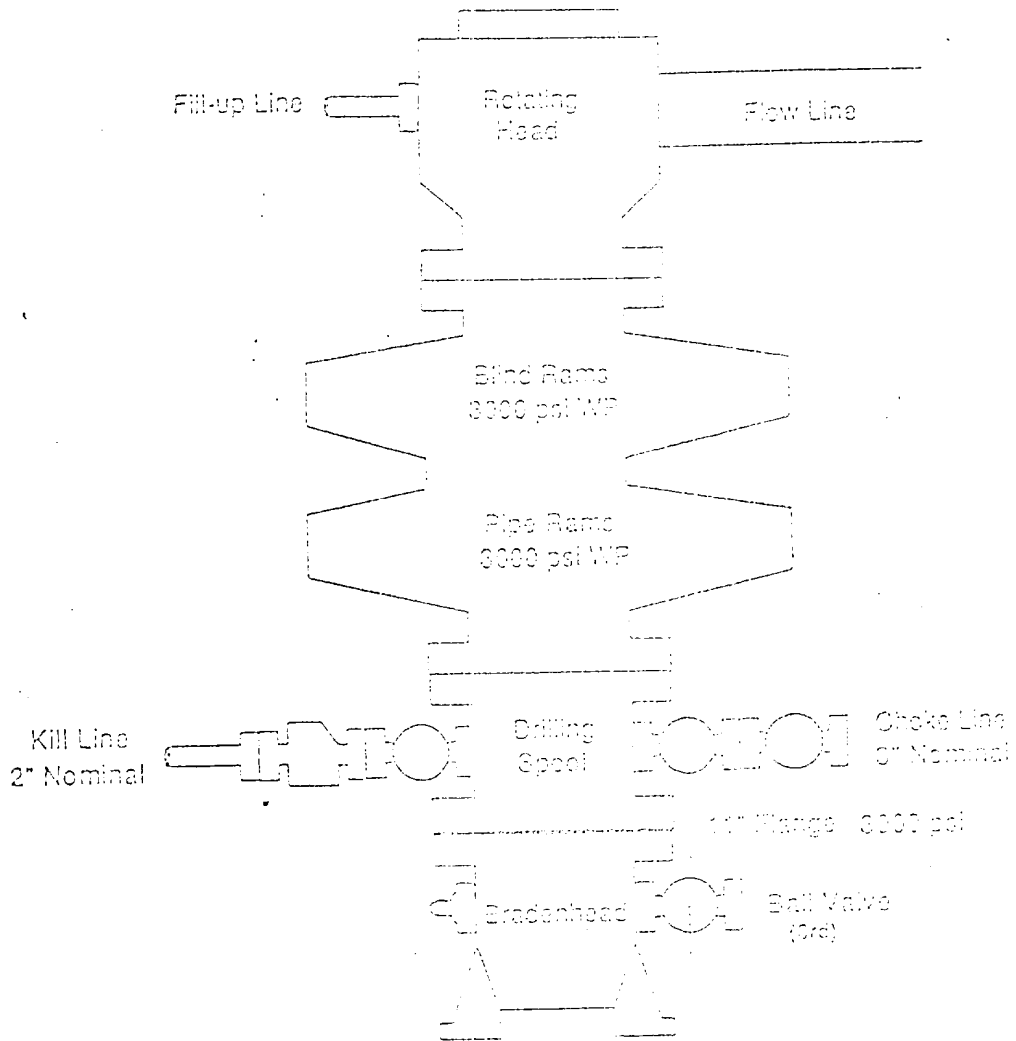 Fill-up Line
Rotating
Head
Flow Line
Blind Rams
3000 psi WP
Pipe Rams
3000 psi WP
Kill Line
2" Nominal
Drilling
Spool
Choke Line
3" Nominal
11" Flange 3000 psi
Bradenhead
Ball Valve